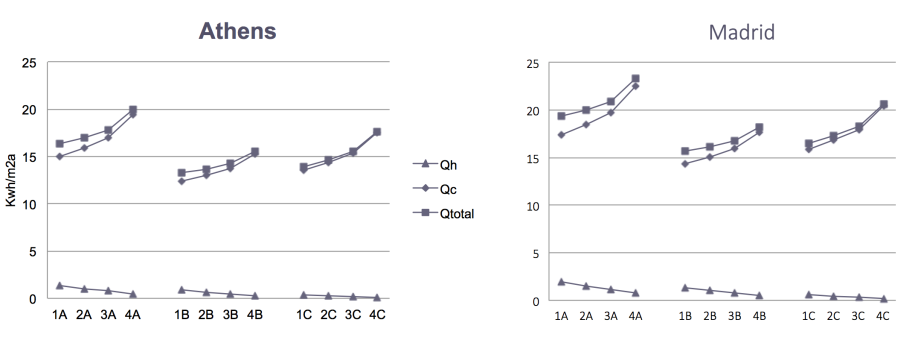 Athens
Madrid
Kwh/m2a
25
20
15
10
5
0
1A 2A 3A 4A 1B 2B 3B 4B 1C 2C 3C 4C
Qh
Qc
Qtotal
25
20
15
10
5
0
1A 2A 3A 4A 1B 2B 3B 4B 1C 2C 3C 4C